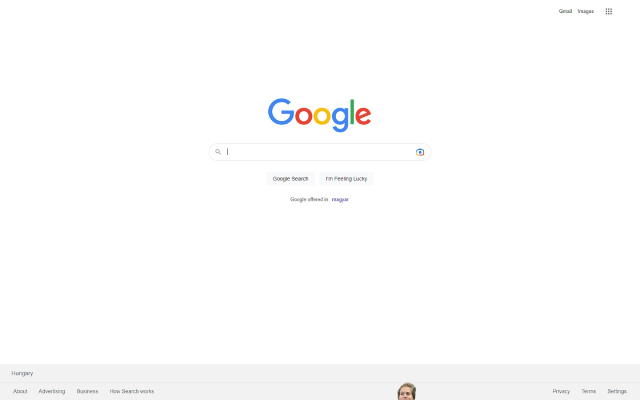 Gmail Images
Google
Google Search I'm Feeling Lucky
Google offered in magyar
Hungary
About Advertising Business How Search works Privacy Terms Settings